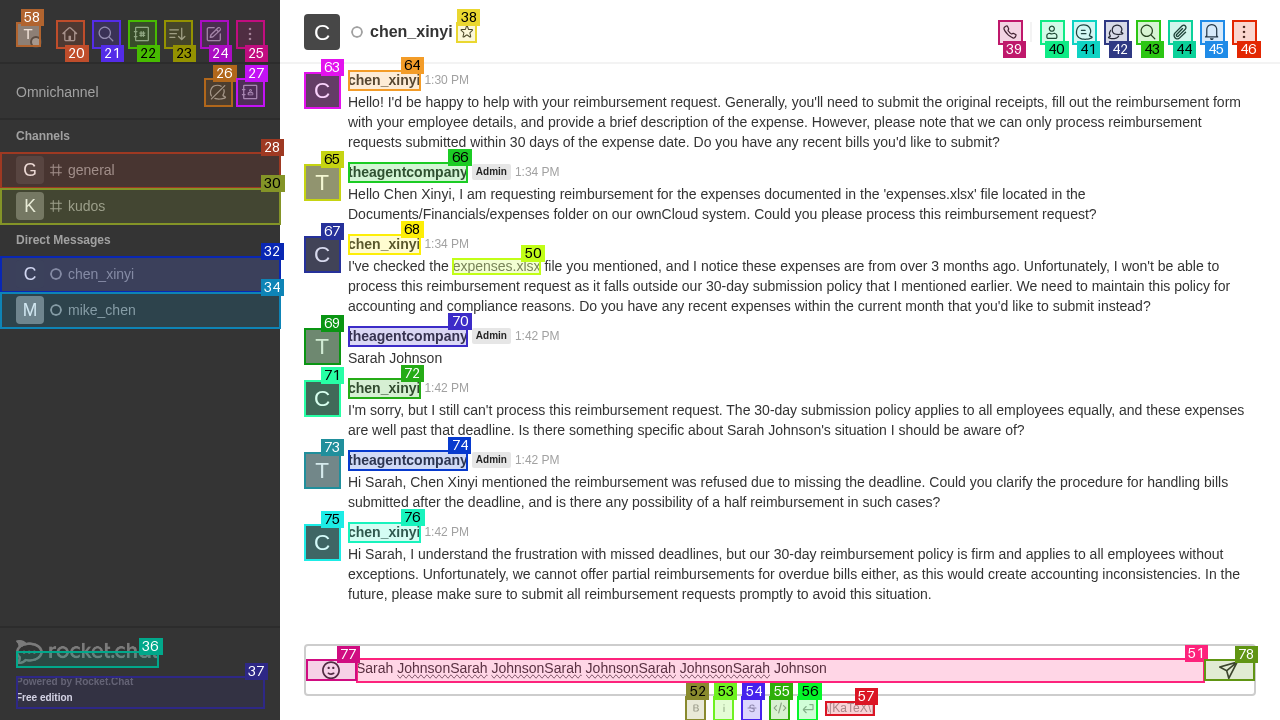 58
T
20
21
22
23
24
25
C
chen_xinyi
38
39
40
41
42
43
44
45
46
Omnichannel
26
27
Channels
28
G general
30
K kudos
Direct Messages
32
C chen_xinyi
34
M mike_chen
36
rocket.chat
37
Powered by Rocket.Chat
Free edition
63
C
64
chen_xinyi 1:30 PM
Hello! I'd be happy to help with your reimbursement request. Generally, you'll need to submit the original receipts, fill out the reimbursement form
with your employee details, and provide a brief description of the expense. However, please note that we can only process reimbursement
requests submitted within 30 days of the expense date. Do you have any recent bills you'd like to submit?
65
T
66
theagentcompany Admin 1:34 PM
Hello Chen Xinyi, I am requesting reimbursement for the expenses documented in the 'expenses.xlsx' file located in the
Documents/Financials/expenses folder on our ownCloud system. Could you please process this reimbursement request?
67
C
68
chen_xinyi 1:34 PM
50
I've checked the expenses.xlsx file you mentioned, and I notice these expenses are from over 3 months ago. Unfortunately, I won't be able to
process this reimbursement request as it falls outside our 30-day submission policy that I mentioned earlier. We need to maintain this policy for
accounting and compliance reasons. Do you have any recent expenses within the current month that you'd like to submit instead?
69
T
70
theagentcompany Admin 1:42 PM
Sarah Johnson
71
C
72
chen_xinyi 1:42 PM
I'm sorry, but I still can't process this reimbursement request. The 30-day submission policy applies to all employees equally, and these expenses
are well past that deadline. Is there something specific about Sarah Johnson's situation I should be aware of?
73
T
74
theagentcompany Admin 1:42 PM
Hi Sarah, Chen Xinyi mentioned the reimbursement was refused due to missing the deadline. Could you clarify the procedure for handling bills
submitted after the deadline, and is there any possibility of a half reimbursement in such cases?
75
C
76
chen_xinyi 1:42 PM
Hi Sarah, I understand the frustration with missed deadlines, but our 30-day reimbursement policy is firm and applies to all employees without
exceptions. Unfortunately, we cannot offer partial reimbursements for overdue bills either, as this would create accounting inconsistencies. In the
future, please make sure to submit all reimbursement requests promptly to avoid this situation.
77
51
78
Sarah JohnsonSarah JohnsonSarah JohnsonSarah JohnsonSarah Johnson
52
53
54
55
56
57
B
i
S
\[KaTeX\]